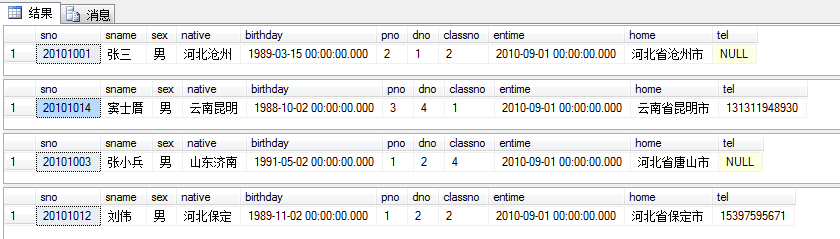 结果 消息
sno sname sex native birthday pno dno classno entime home tel
1 20101001 张三 男 河北沧州 1989-03-15 00:00:00.000 2 1 2 2010-09-01 00:00:00.000 河北省沧州市 NULL
sno sname sex native birthday pno dno classno entime home tel
1 20101014 窦士厝 男 云南昆明 1988-10-02 00:00:00.000 3 4 1 2010-09-01 00:00:00.000 云南省昆明市 131311948930
sno sname sex native birthday pno dno classno entime home tel
1 20101003 张小兵 男 山东济南 1991-05-02 00:00:00.000 1 2 4 2010-09-01 00:00:00.000 河北省唐山市 NULL
sno sname sex native birthday pno dno classno entime home tel
1 20101012 刘伟 男 河北保定 1989-11-02 00:00:00.000 1 2 2 2010-09-01 00:00:00.000 河北省保定市 15397595671